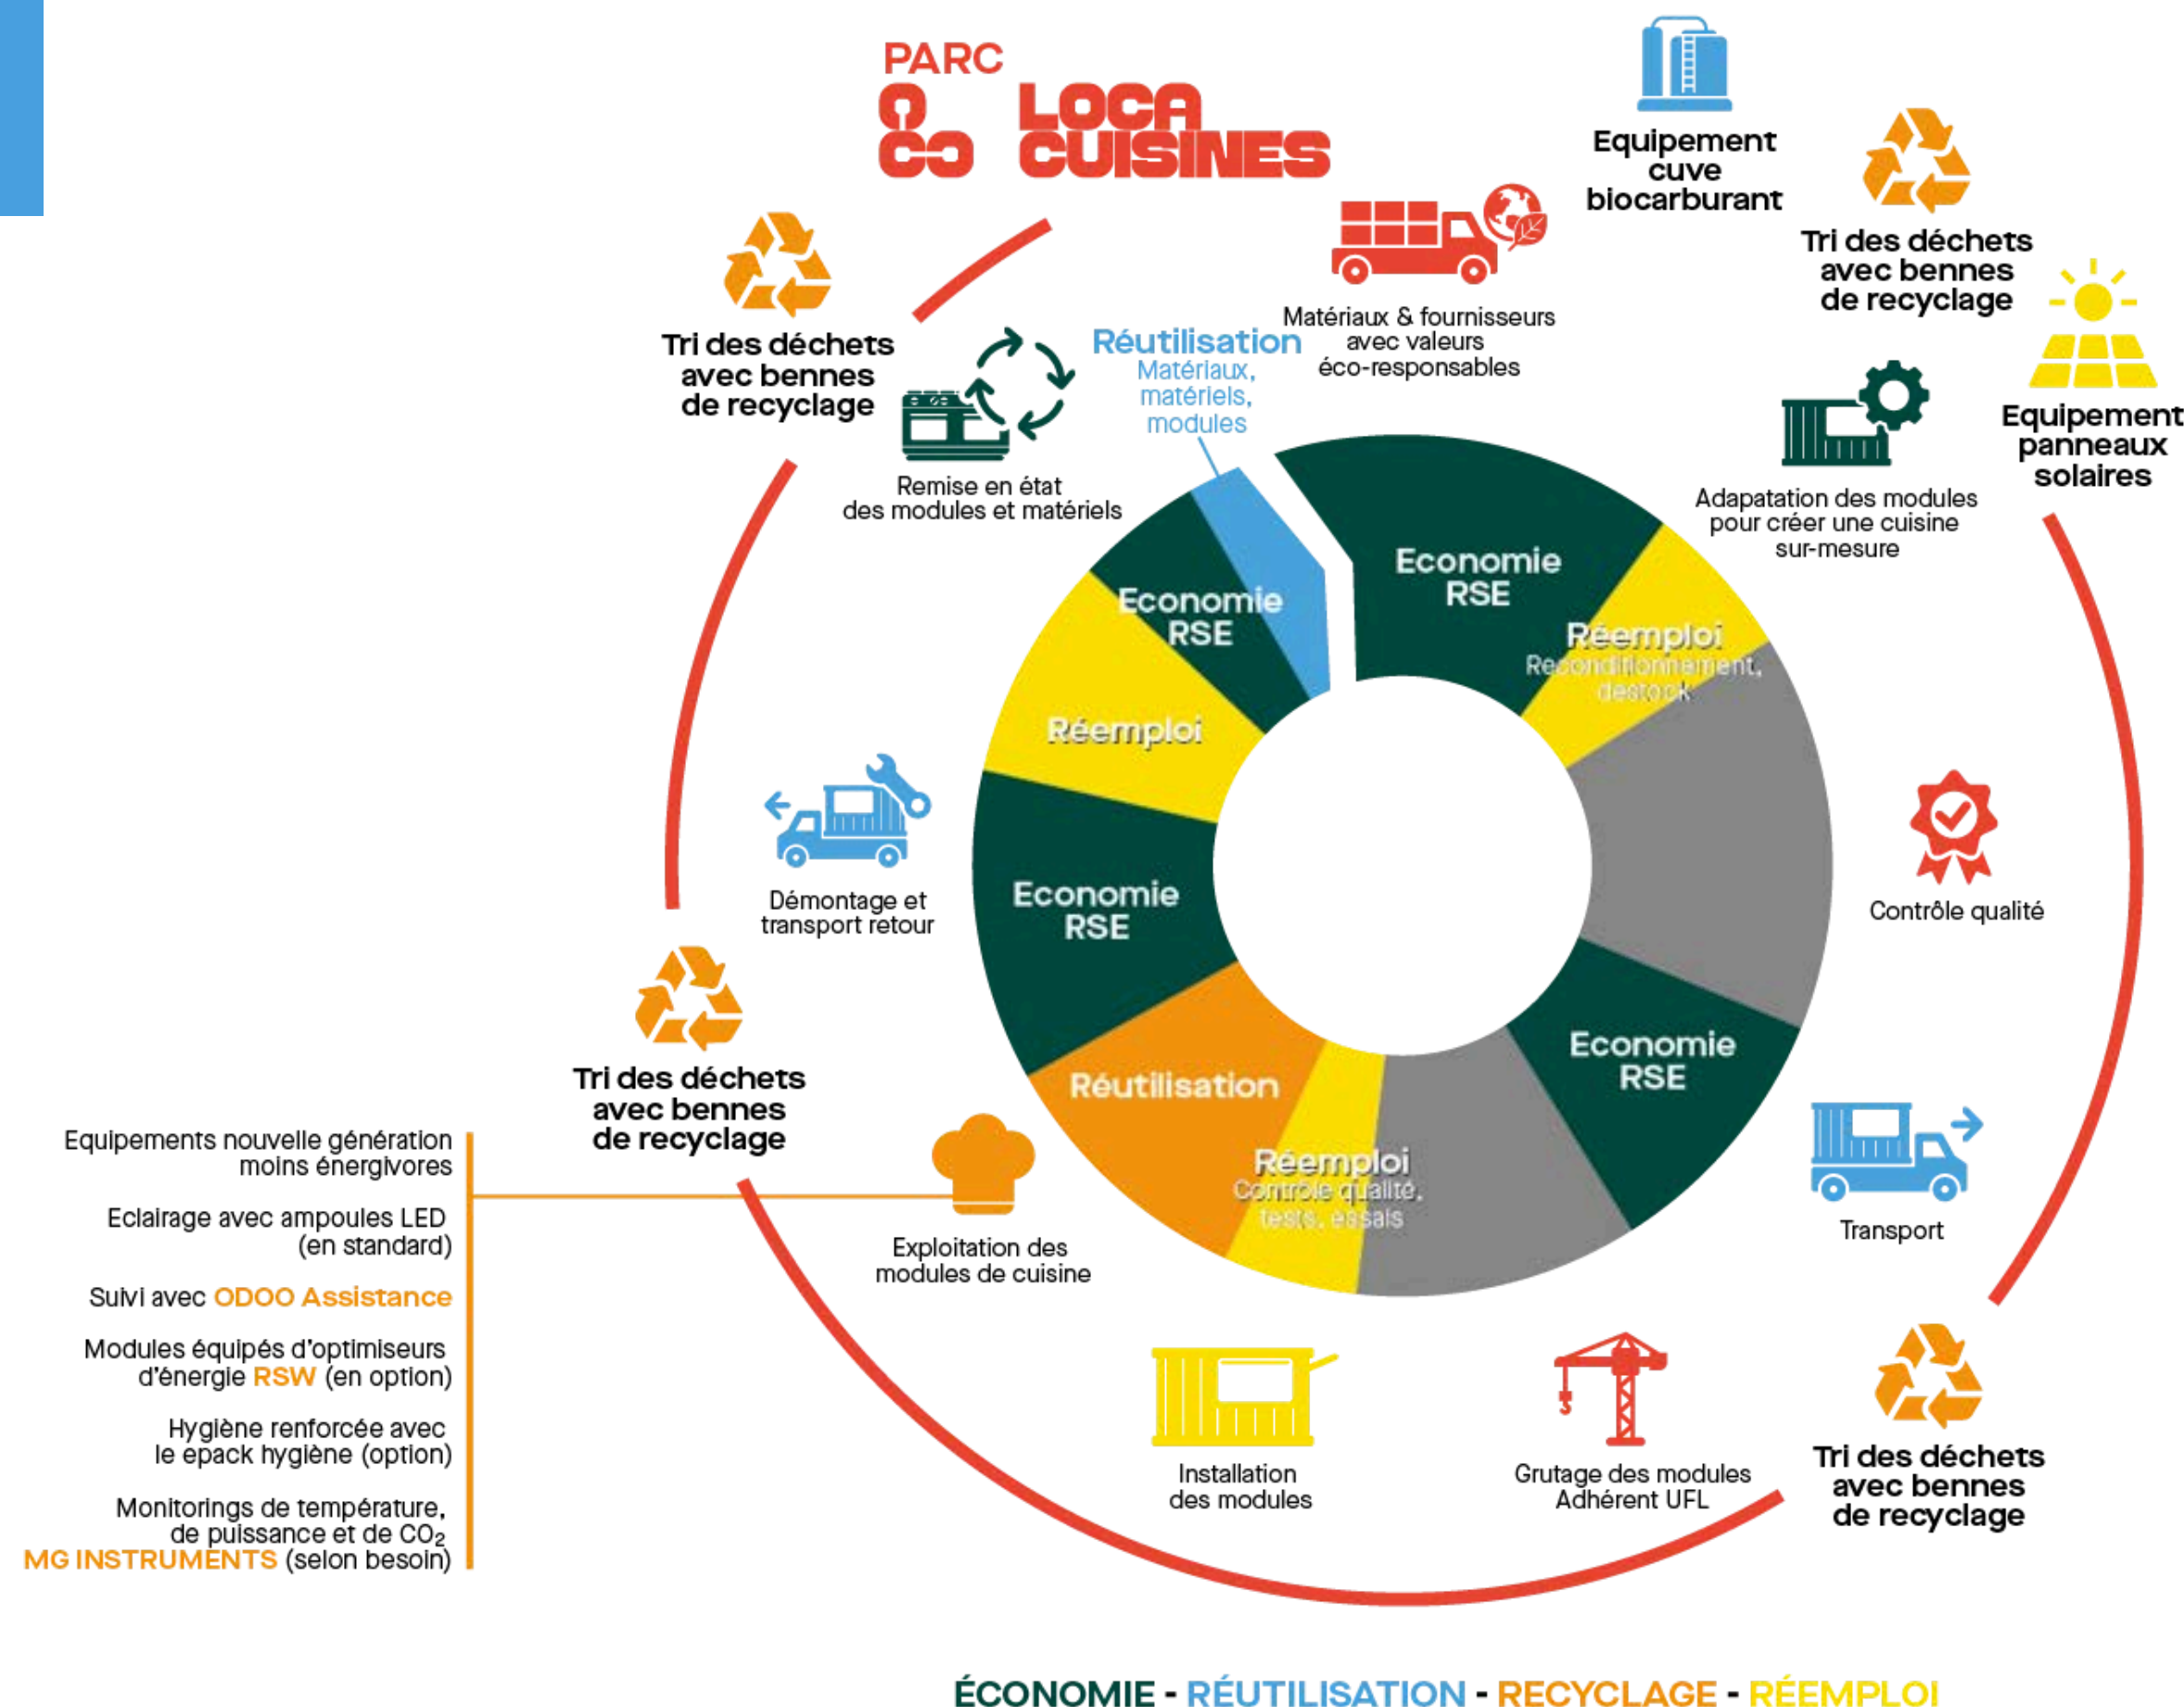 PARC
LOCA
CUISINES
Equipement
cuve
biocarburant
Tri des déchets
avec bennes
de recyclage
Equipement
panneaux
solaires
Matériaux & fournisseurs
avec valeurs
éco-responsables
Réutilisation
Matériaux,
matériels,
modules
Tri des déchets
avec bennes
de recyclage
Remise en état
des modules et matériels
Adapatation des modules
pour créer une cuisine
sur-mesure
Economie
RSE
Réemploi
Reconditionnement,
destock
Economie
RSE
Réemploi
Economie
RSE
Economie
RSE
Réutilisation
Réemploi
Contrôle qualité,
tests, essais
Contrôle qualité
Démontage et
transport retour
Transport
Tri des déchets
avec bennes
de recyclage
Exploitation des
modules de cuisine
Installation
des modules
Grutage des modules
Adhérent UFL
Tri des déchets
avec bennes
de recyclage
Equipements nouvelle génération
moins énergivores
Eclairage avec ampoules LED
(en standard)
Suivi avec ODOO Assistance
Modules équipés d'optimiseurs
d'énergie RSW (en option)
Hygiène renforcée avec
le epack hygiène (option)
Monitorings de température,
de puissance et de CO₂
MG INSTRUMENTS (selon besoin)
ÉCONOMIE - RÉUTILISATION - RECYCLAGE - RÉEMPLOI